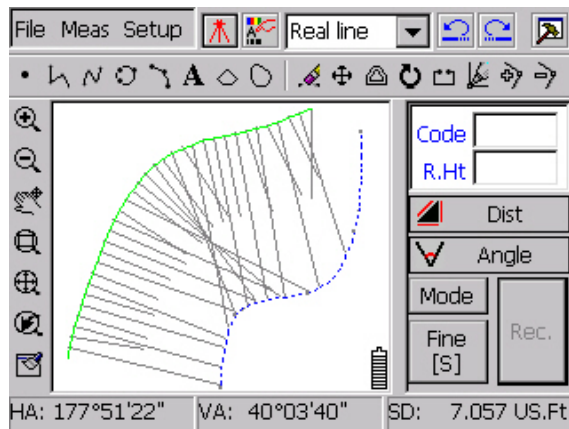 File Meas Setup Real line
A
Code
R.Ht
Dist
Angle
Mode
Fine
[S]
Rec.
HA: 177°51'22" VA: 40°03'40" SD: 7.057 US.Ft